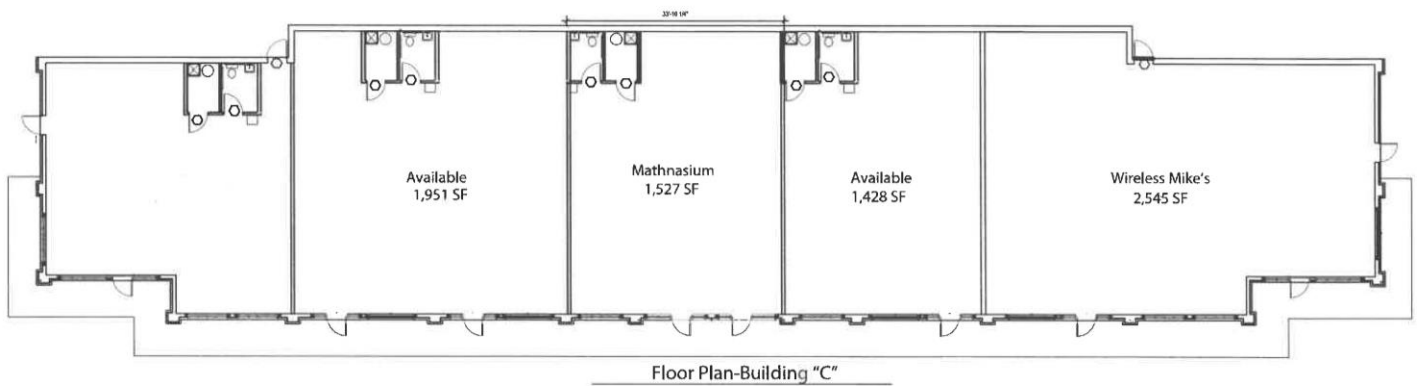 Available
1,951 SF
Mathnasium
1,527 SF
Available
1,428 SF
Wireless Mike's
2,545 SF
Floor Plan-Building "C"